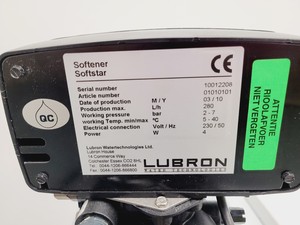 Softener
Softstar
Serial number 10012208
Article number 01010101
Date of production M / Y 03 / 10
Production max. L/h 260
Working pressure bar 2 - 7
Working Temp. min/max °C 5 - 40
Electrical connection Volt / Hz 230 / 50
Power W 4
QC
CE
ATTENTIE
RIOOLAFVOER
NIET VERGETEN
Lubron Watertechnologies Ltd.
Lubron House
14 Commerce Way
Colchester Essex CO2 8HL
Tel: 0044-1206-866444
Fax: 0044-1206-866600
LUBRON